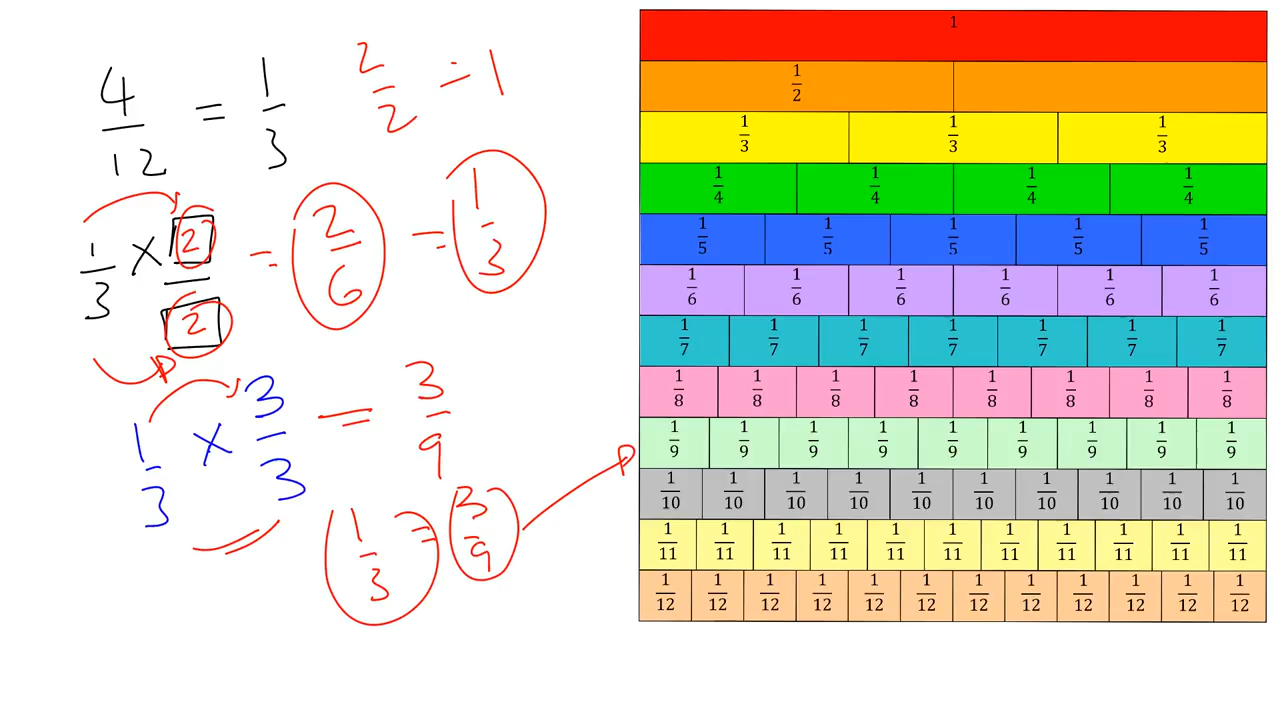 4/12 = 1/3
2/2 = 1
1/3 × 2/2 = 2/6 = 1/3
1/3 × 3/3 = 3/9
1/3 = 3/9
1
1/2
1/3 1/3 1/3
1/4 1/4 1/4 1/4
1/5 1/5 1/5 1/5 1/5
1/6 1/6 1/6 1/6 1/6 1/6
1/7 1/7 1/7 1/7 1/7 1/7 1/7
1/8 1/8 1/8 1/8 1/8 1/8 1/8 1/8
1/9 1/9 1/9 1/9 1/9 1/9 1/9 1/9 1/9
1/10 1/10 1/10 1/10 1/10 1/10 1/10 1/10 1/10 1/10
1/11 1/11 1/11 1/11 1/11 1/11 1/11 1/11 1/11 1/11 1/11
1/12 1/12 1/12 1/12 1/12 1/12 1/12 1/12 1/12 1/12 1/12 1/12